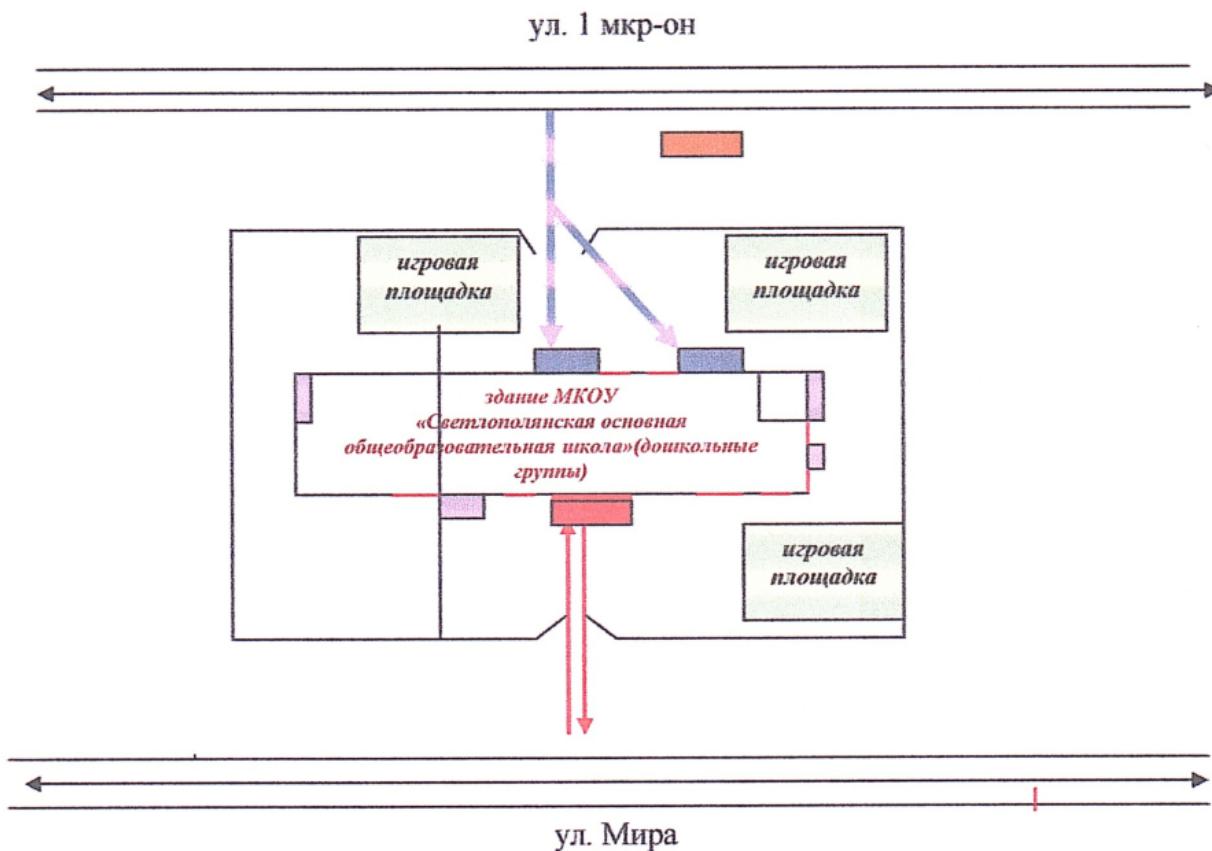 ул. 1 мкр-он
игровая
площадка
игровая
площадка
здание МКОУ
«Светлополянская основная
общеобразовательная школа»(дошкольные
группы)
игровая
площадка
ул. Мира